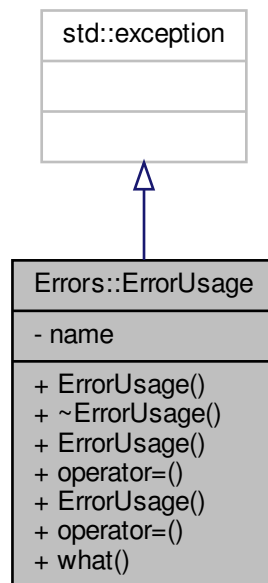 std::exception
Errors::ErrorUsage
- name
+ ErrorUsage()
+ ~ErrorUsage()
+ ErrorUsage()
+ operator=()
+ ErrorUsage()
+ operator=()
+ what()